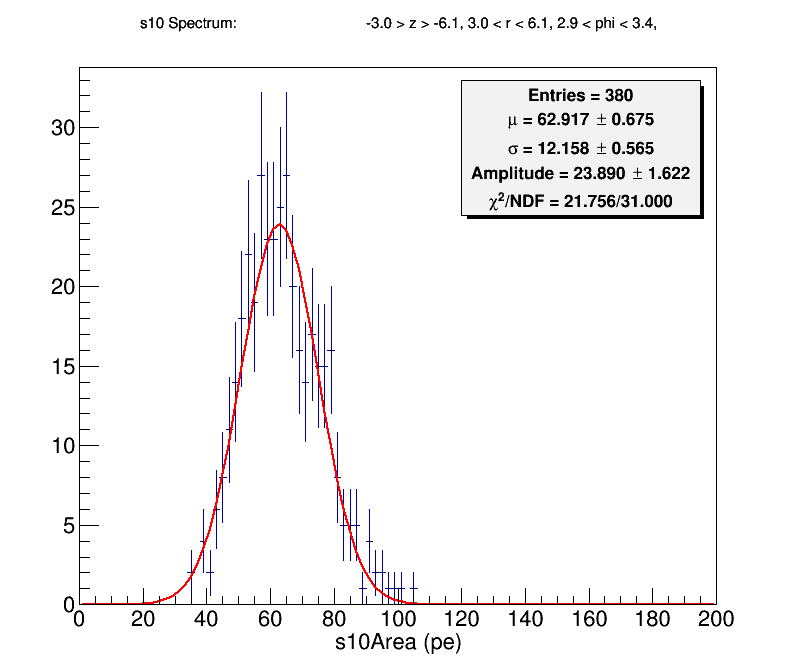 s10 Spectrum: -3.0 > z > -6.1, 3.0 < r < 6.1, 2.9 < phi < 3.4,
Entries = 380
μ = 62.917 ± 0.675
σ = 12.158 ± 0.565
Amplitude = 23.890 ± 1.622
χ²/NDF = 21.756/31.000
30
25
20
15
10
5
0
0 20 40 60 80 100 120 140 160 180 200
s10Area (pe)